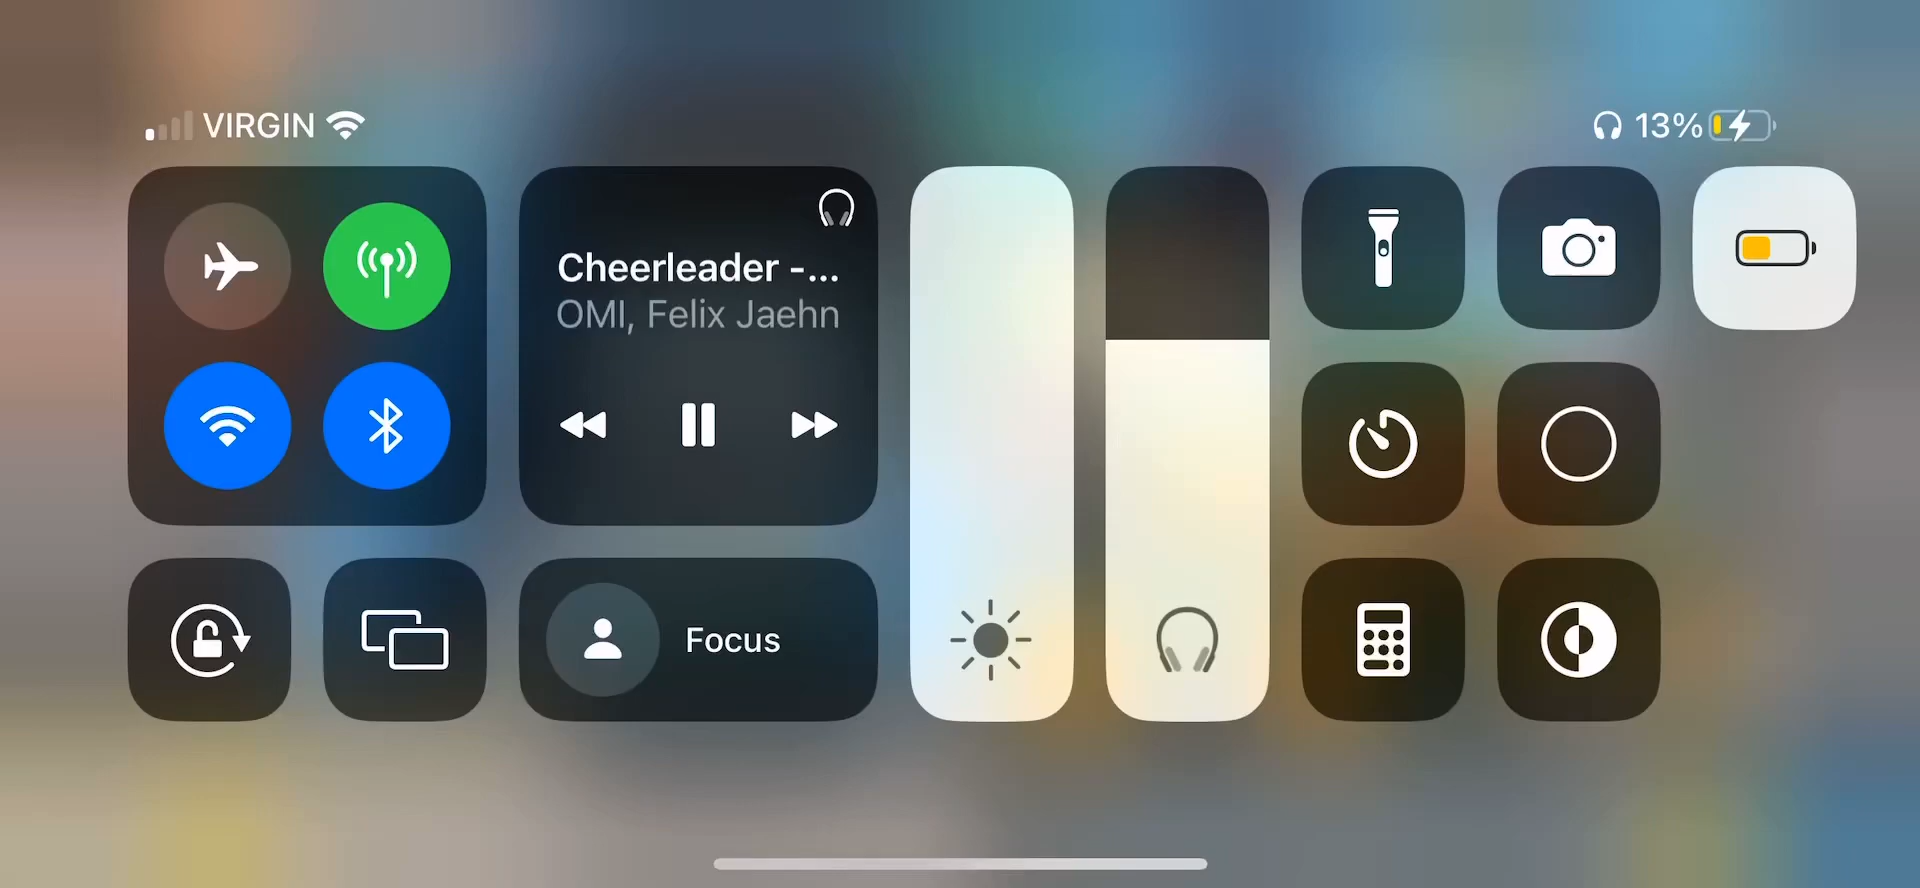 VIRGIN
13%
Cheerleader -...
OMI, Felix Jaehn
Focus